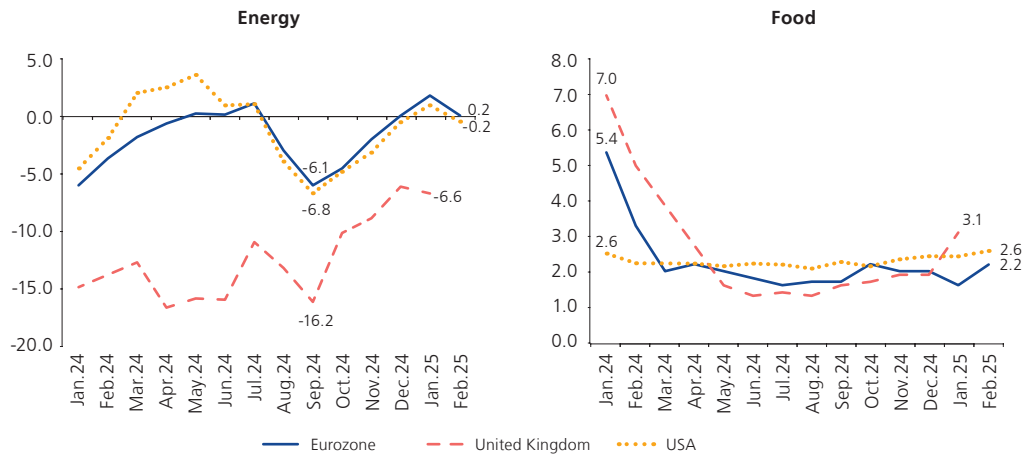 Energy
5.0
0.0
-5.0
-10.0
-15.0
-20.0
0.2
-0.2
-6.1
-6.8
-6.6
-16.2
Jan.24
Feb.24
Mar.24
Apr.24
May.24
Jun.24
Jul.24
Aug.24
Sep.24
Oct.24
Nov.24
Dec.24
Jan.25
Feb.25
Food
8.0
7.0
6.0
5.0
4.0
3.0
2.0
1.0
0.0
7.0
5.4
2.6
3.1
2.6
2.2
Jan.24
Feb.24
Mar.24
Apr.24
May.24
Jun.24
Jul.24
Aug.24
Sep.24
Oct.24
Nov.24
Dec.24
Jan.25
Feb.25
Eurozone United Kingdom USA